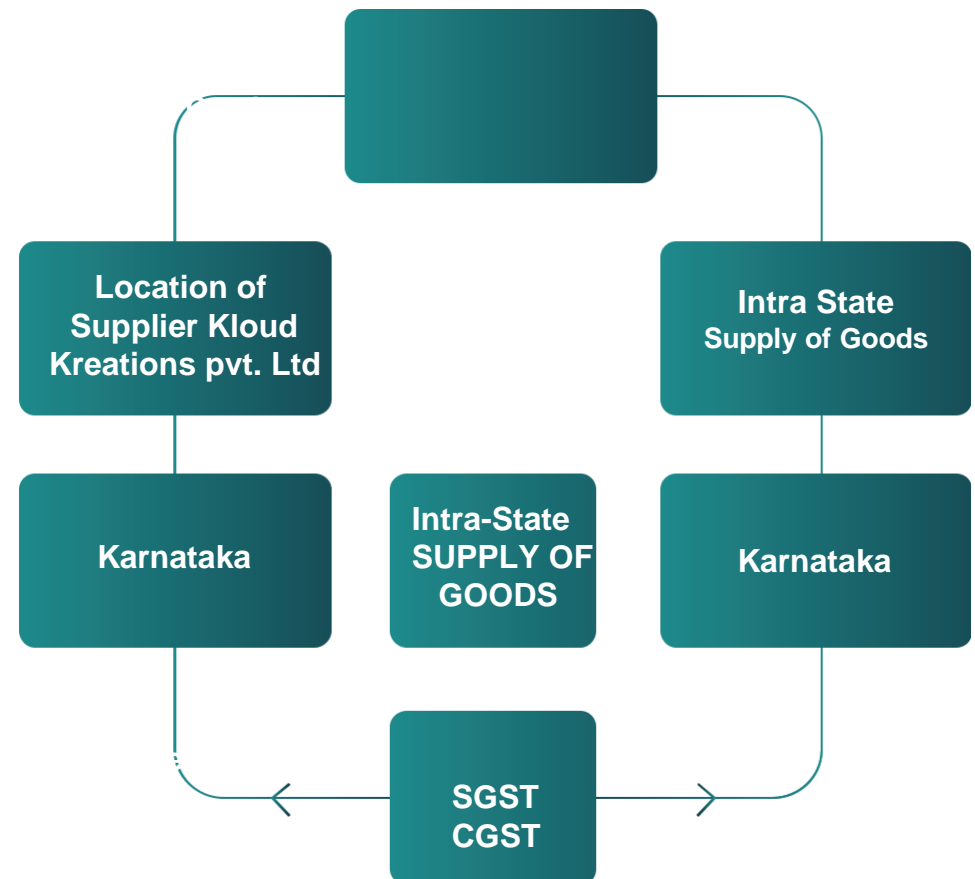 Location of
Supplier Kloud
Kreations pvt. Ltd
Intra State
Supply of Goods
Karnataka
Intra-State
SUPPLY OF
GOODS
Karnataka
SGST
CGST